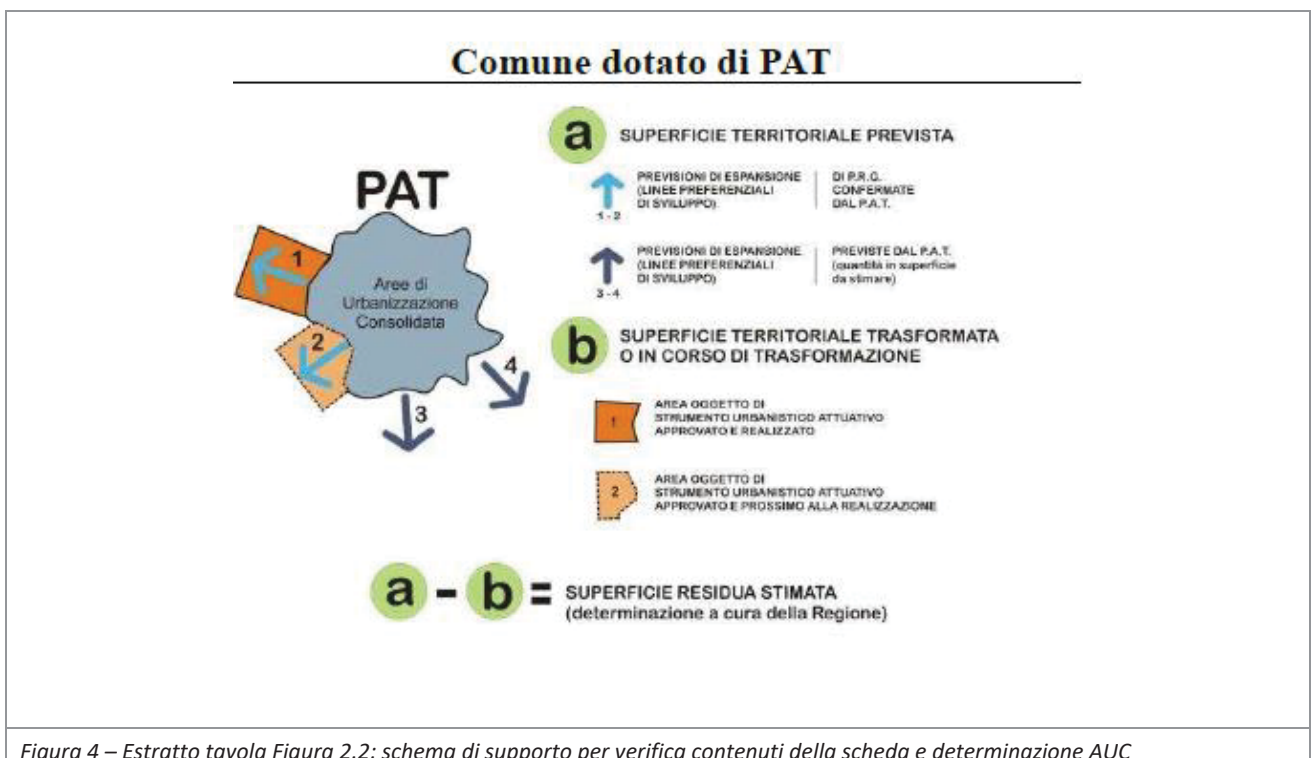 Comune dotato di PAT
PAT
1
2
3
4
Aree di
Urbanizzazione
Consolidata
a
SUPERFICIE TERRITORIALE PREVISTA
1 - 2
PREVISIONI DI ESPANSIONE
(LINEE PREFERENZIALI
DI SVILUPPO)
DI P.R.G.
CONFERMATE
DAL P.A.T.
3 - 4
PREVISIONI DI ESPANSIONE
(LINEE PREFERENZIALI
DI SVILUPPO)
PREVISTE DAL P.A.T.
(quantità in superficie
da stimare)
b
SUPERFICIE TERRITORIALE TRASFORMATA
O IN CORSO DI TRASFORMAZIONE
1
AREA OGGETTO DI
STRUMENTO URBANISTICO ATTUATIVO
APPROVATO E REALIZZATO
2
AREA OGGETTO DI
STRUMENTO URBANISTICO ATTUATIVO
APPROVATO E PROSSIMO ALLA REALIZZAZIONE
a - b = SUPERFICIE RESIDUA STIMATA
(determinazione a cura della Regione)
Figura 4 – Estratto tavola Figura 2.2: schema di supporto per verifica contenuti della scheda e determinazione AUC